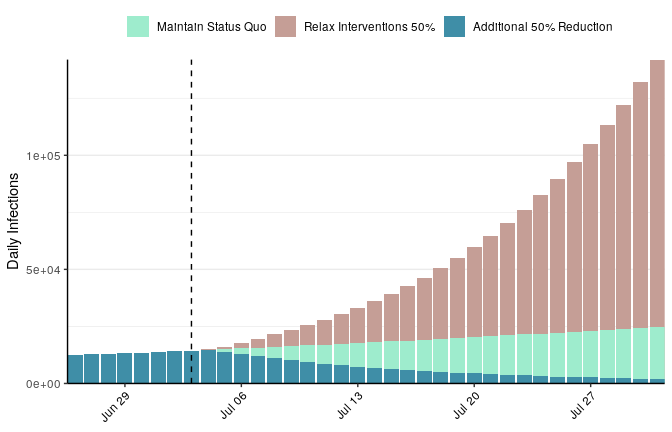 Maintain Status Quo Relax Interventions 50% Additional 50% Reduction
Daily Infections
1e+05
5e+04
0e+00
Jun 29 Jul 06 Jul 13 Jul 20 Jul 27